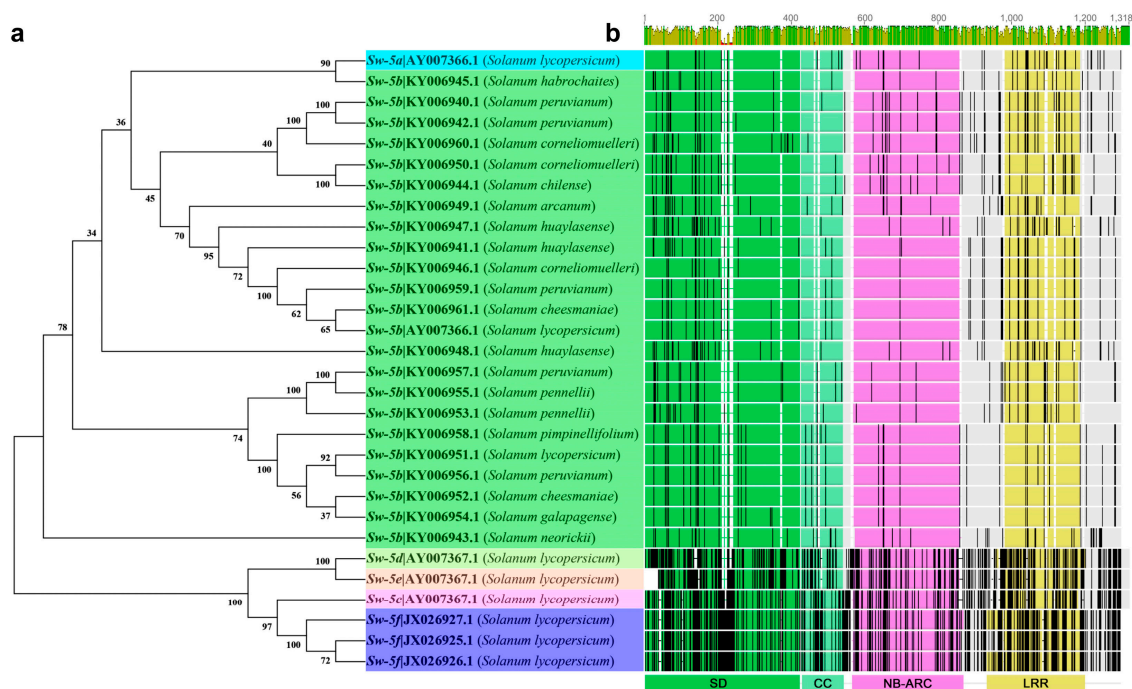 a
b
0 200 400 600 800 1,000 1,200 1,318
Sw-5a|AY007366.1 (Solanum lycopersicum)
Sw-5b|KY006945.1 (Solanum habrochaites)
Sw-5b|KY006940.1 (Solanum peruvianum)
Sw-5b|KY006942.1 (Solanum peruvianum)
Sw-5b|KY006960.1 (Solanum corneliomuelleri)
Sw-5b|KY006950.1 (Solanum corneliomuelleri)
Sw-5b|KY006944.1 (Solanum chilense)
Sw-5b|KY006949.1 (Solanum arcanum)
Sw-5b|KY006947.1 (Solanum huaylasense)
Sw-5b|KY006941.1 (Solanum huaylasense)
Sw-5b|KY006946.1 (Solanum corneliomuelleri)
Sw-5b|KY006959.1 (Solanum peruvianum)
Sw-5b|KY006961.1 (Solanum cheesmaniae)
Sw-5b|AY007366.1 (Solanum lycopersicum)
Sw-5b|KY006948.1 (Solanum huaylasense)
Sw-5b|KY006957.1 (Solanum peruvianum)
Sw-5b|KY006955.1 (Solanum pennellii)
Sw-5b|KY006953.1 (Solanum pennellii)
Sw-5b|KY006958.1 (Solanum pimpinellifolium)
Sw-5b|KY006951.1 (Solanum lycopersicum)
Sw-5b|KY006956.1 (Solanum peruvianum)
Sw-5b|KY006952.1 (Solanum cheesmaniae)
Sw-5b|KY006954.1 (Solanum galapagense)
Sw-5b|KY006943.1 (Solanum neorickii)
Sw-5d|AY007367.1 (Solanum lycopersicum)
Sw-5e|AY007367.1 (Solanum lycopersicum)
Sw-5c|AY007367.1 (Solanum lycopersicum)
Sw-5f|JX026927.1 (Solanum lycopersicum)
Sw-5f|JX026925.1 (Solanum lycopersicum)
Sw-5f|JX026926.1 (Solanum lycopersicum)
90
100
36
100
40
100
45
70
95
34
72
100
62
65
78
100
100
74
92
100
56
37
100
100
97
100
72
SD CC NB-ARC LRR